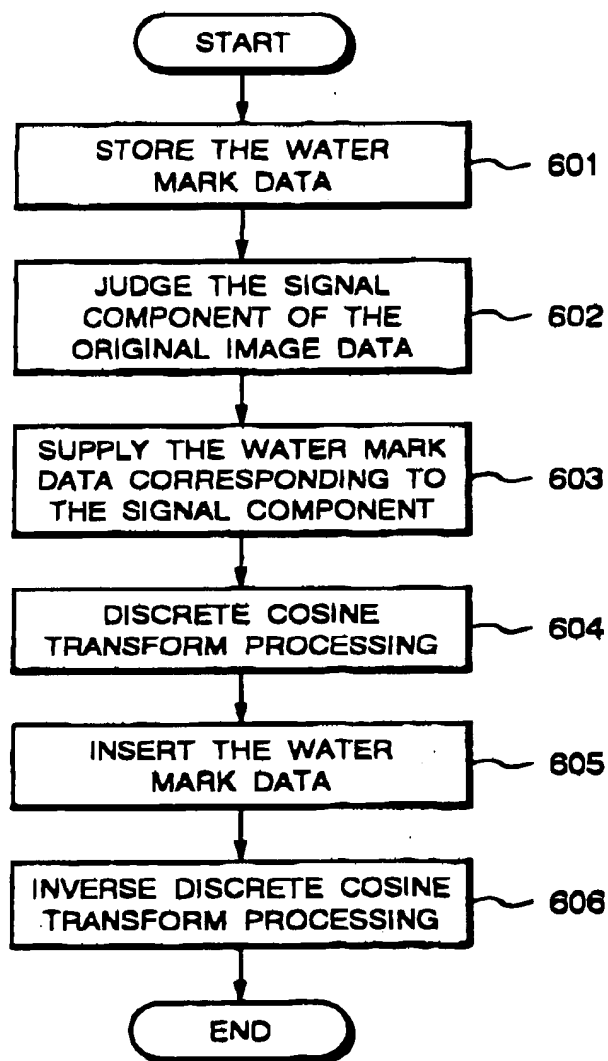 START
STORE THE WATER
MARK DATA
601
JUDGE THE SIGNAL
COMPONENT OF THE
ORIGINAL IMAGE DATA
602
SUPPLY THE WATER MARK
DATA CORRESPONDING TO
THE SIGNAL COMPONENT
603
DISCRETE COSINE
TRANSFORM PROCESSING
604
INSERT THE WATER
MARK DATA
605
INVERSE DISCRETE COSINE
TRANSFORM PROCESSING
606
END